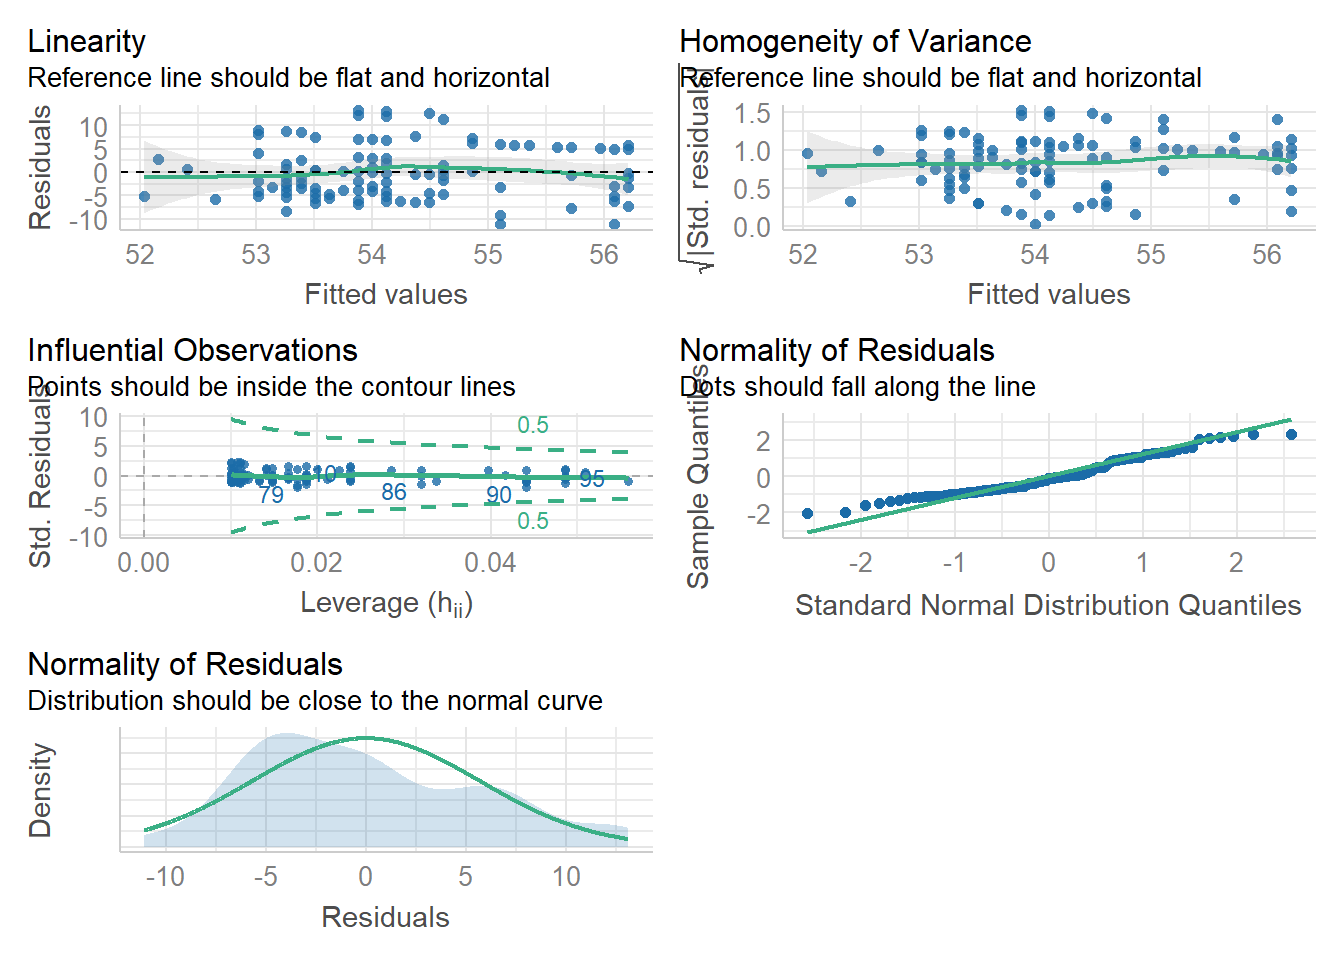 Linearity
Reference line should be flat and horizontal
Residuals
10
5
0
-5
-10
52 53 54 55 56
Fitted values
Homogeneity of Variance
Reference line should be flat and horizontal
√|Std. residuals|
1.5
1.0
0.5
0.0
52 53 54 55 56
Fitted values
Influential Observations
Points should be inside the contour lines
Std. Residuals
10
5
0
-5
-10
0.5
79 10 86 90 95
0.5
0.00 0.02 0.04
Leverage (hii)
Normality of Residuals
Dots should fall along the line
Sample Quantiles
2
0
-2
-2 -1 0 1 2
Standard Normal Distribution Quantiles
Normality of Residuals
Distribution should be close to the normal curve
Density
-10 -5 0 5 10
Residuals